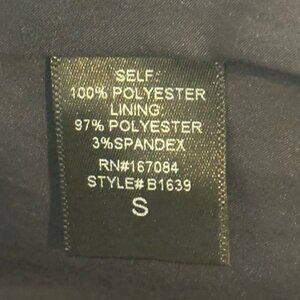 SELF:
100% POLYESTER
LINING:
97% POLYESTER
3%SPANDEX
RN#167084
STYLE# B1639
S